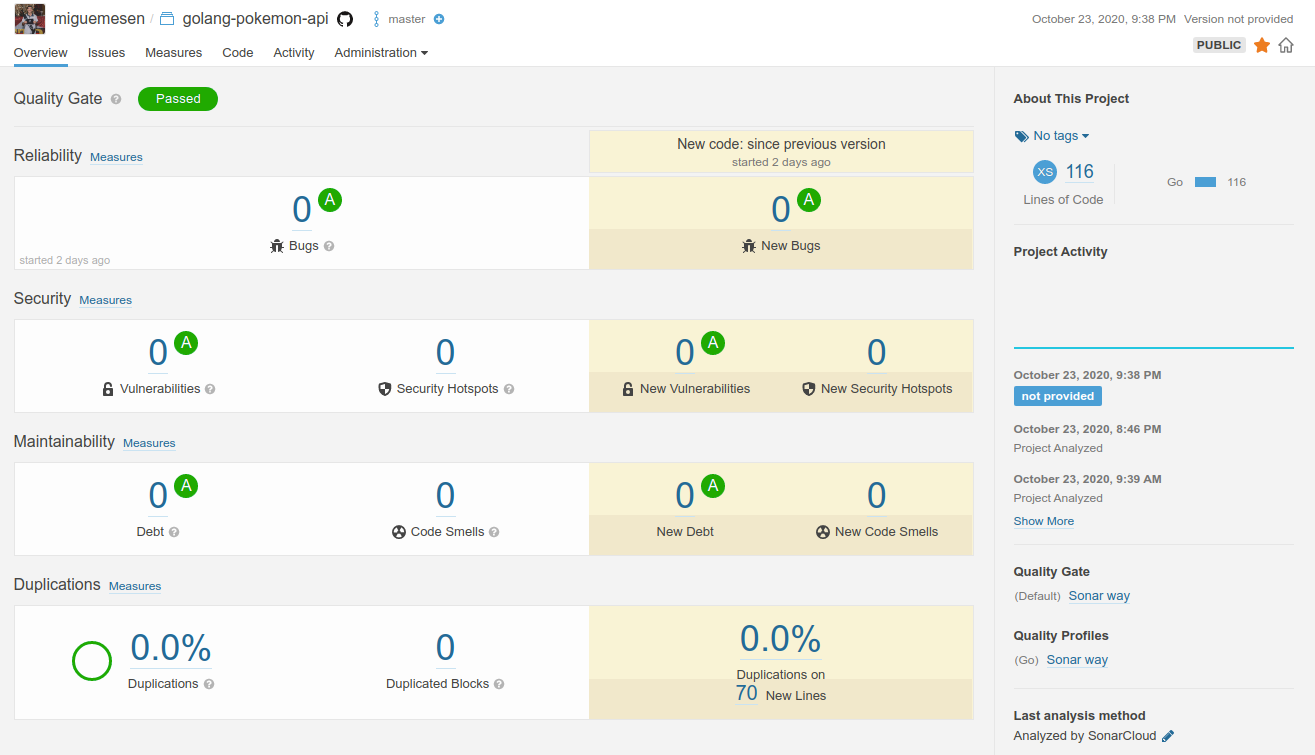 miguemesen / golang-pokemon-api master
October 23, 2020, 9:38 PM Version not provided
Overview Issues Measures Code Activity Administration
PUBLIC
Quality Gate ? Passed
Reliability Measures
New code: since previous version
started 2 days ago
0 A
Bugs ?
started 2 days ago
0 A
New Bugs
Security Measures
0 A
Vulnerabilities ?
0
Security Hotspots ?
0 A
New Vulnerabilities
0
New Security Hotspots
Maintainability Measures
0 A
Debt ?
0
Code Smells ?
0 A
New Debt
0
New Code Smells
Duplications Measures
0.0%
Duplications ?
0
Duplicated Blocks ?
0.0%
Duplications on
70 New Lines
About This Project
No tags
XS 116
Lines of Code
Go 116
Project Activity
October 23, 2020, 9:38 PM
not provided
October 23, 2020, 8:46 PM
Project Analyzed
October 23, 2020, 9:39 AM
Project Analyzed
Show More
Quality Gate
(Default) Sonar way
Quality Profiles
(Go) Sonar way
Last analysis method
Analyzed by SonarCloud